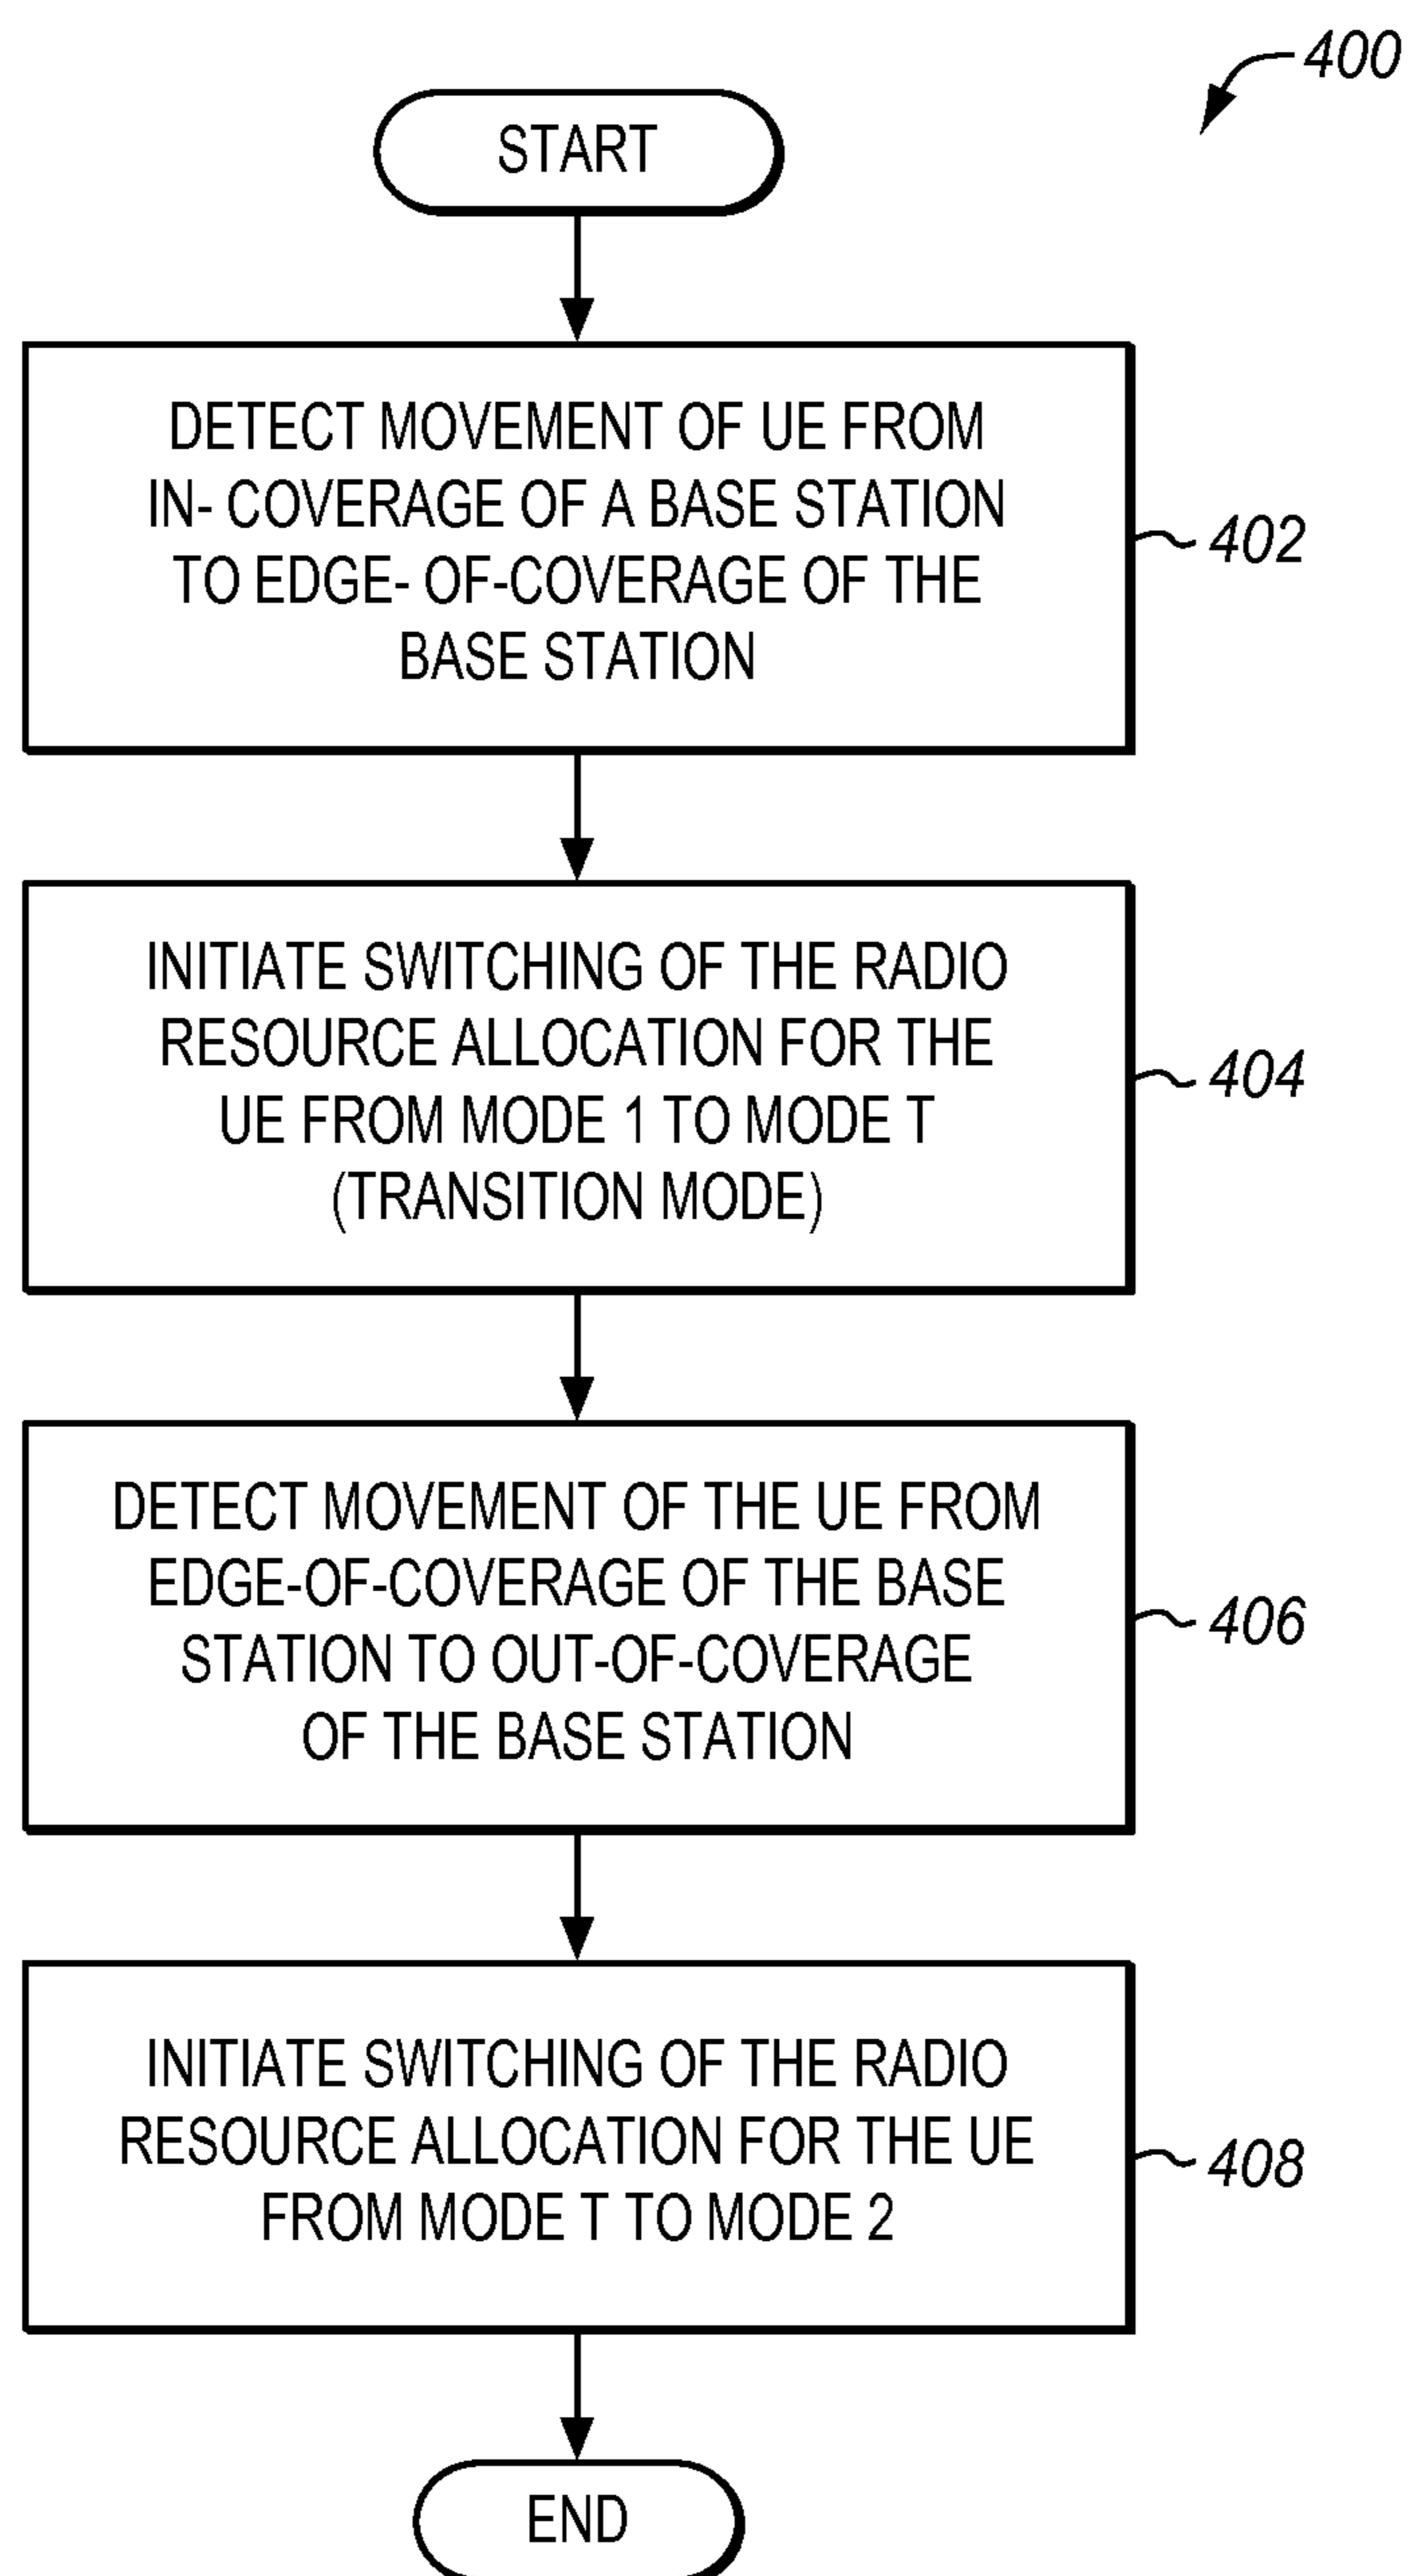 400
START
DETECT MOVEMENT OF UE FROM
IN- COVERAGE OF A BASE STATION
TO EDGE- OF-COVERAGE OF THE
BASE STATION
402
INITIATE SWITCHING OF THE RADIO
RESOURCE ALLOCATION FOR THE
UE FROM MODE 1 TO MODE T
(TRANSITION MODE)
404
DETECT MOVEMENT OF THE UE FROM
EDGE-OF-COVERAGE OF THE BASE
STATION TO OUT-OF-COVERAGE
OF THE BASE STATION
406
INITIATE SWITCHING OF THE RADIO
RESOURCE ALLOCATION FOR THE UE
FROM MODE T TO MODE 2
408
END